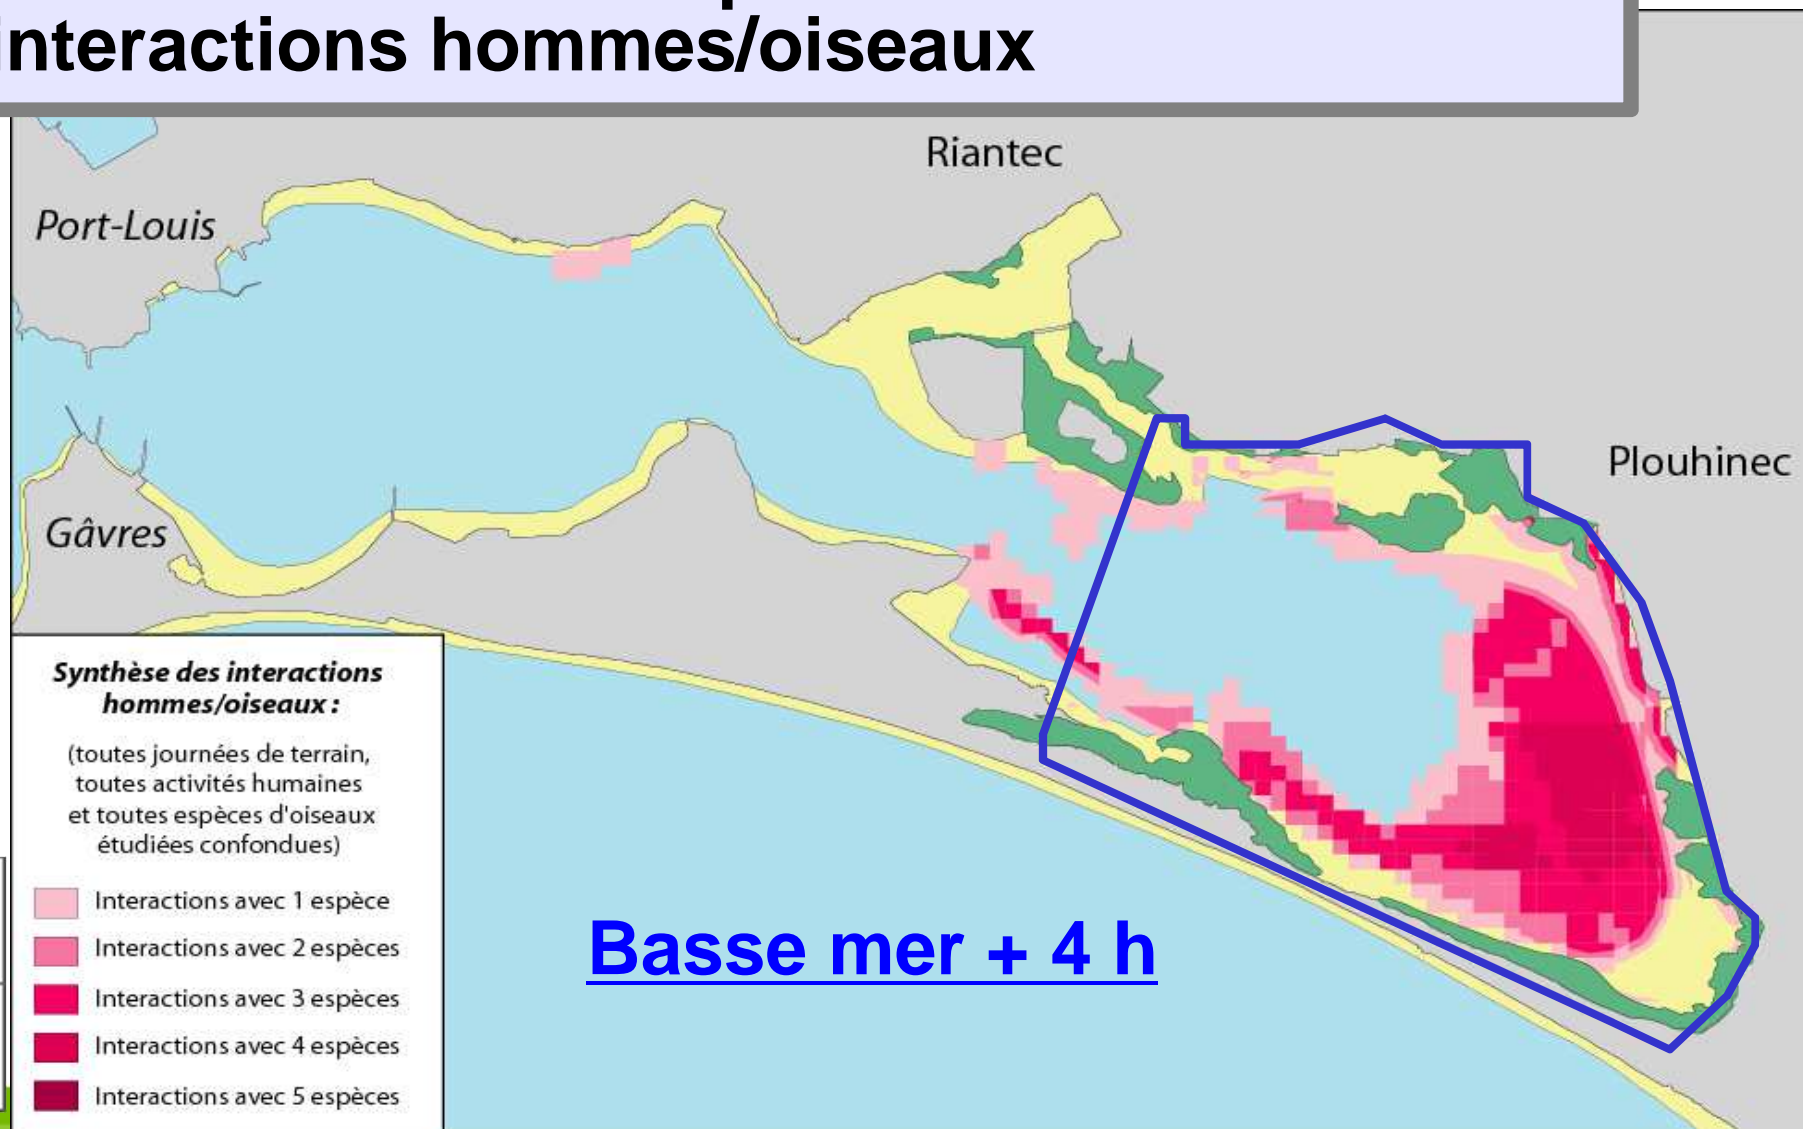 interactions hommes/oiseaux
Riantec
Port-Louis
Plouhinec
Gâvres
Synthèse des interactions
hommes/oiseaux :
(toutes journées de terrain,
toutes activités humaines
et toutes espèces d'oiseaux
étudiées confondues)
Interactions avec 1 espèce
Interactions avec 2 espèces
Interactions avec 3 espèces
Interactions avec 4 espèces
Interactions avec 5 espèces
Basse mer + 4 h